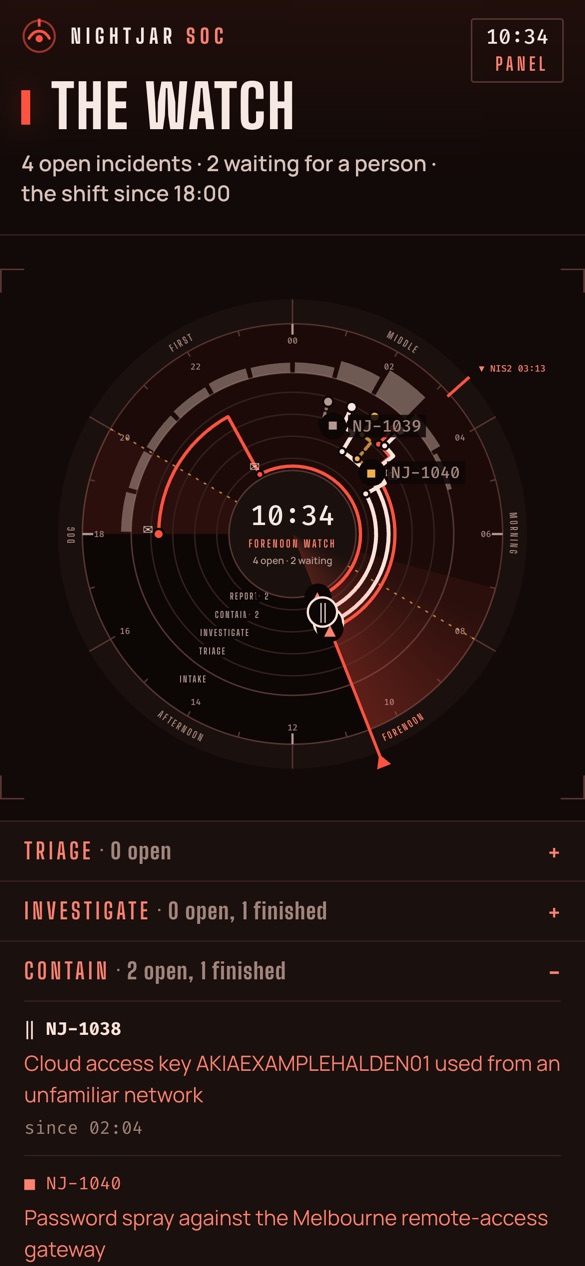 NIGHTJAR SOC
10:34
PANEL
THE WATCH
4 open incidents · 2 waiting for a person ·
the shift since 18:00
FIRST
MIDDLE
00
22
02
▼ NIS2 03:13
NJ-1039
20
04
NJ-1040
10:34
FORENOON WATCH
4 open · 2 waiting
DOG
18
06
MORNING
REPORT · 2
CONTAIN · 2
INVESTIGATE
TRIAGE
16
08
INTAKE
14
10
12
AFTERNOON
FORENOON
TRIAGE · 0 open
+
INVESTIGATE · 0 open, 1 finished
+
CONTAIN · 2 open, 1 finished
−
‖ NJ-1038
Cloud access key AKIAEXAMPLEHALDEN01 used from an
unfamiliar network
since 02:04
■ NJ-1040
Password spray against the Melbourne remote-access
gateway